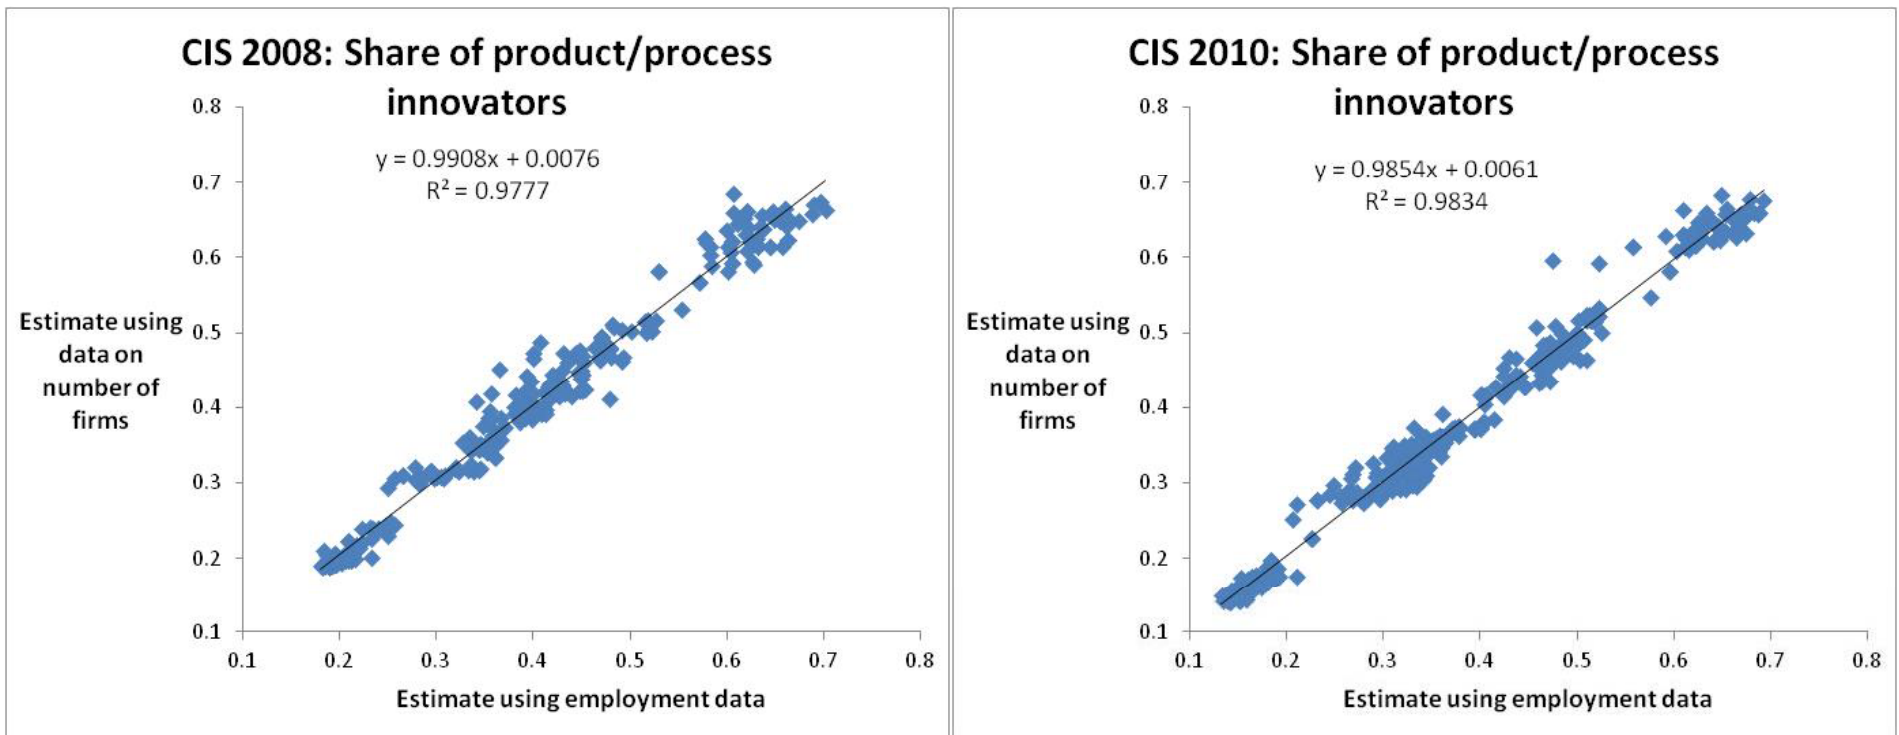 CIS 2008: Share of product/process
innovators
y = 0.9908x + 0.0076
R² = 0.9777
0.8
0.7
0.6
0.5
0.4
0.3
0.2
0.1
Estimate using
data on
number of
firms
0.1 0.2 0.3 0.4 0.5 0.6 0.7 0.8
Estimate using employment data
CIS 2010: Share of product/process
innovators
y = 0.9854x + 0.0061
R² = 0.9834
0.8
0.7
0.6
0.5
0.4
0.3
0.2
0.1
Estimate using
data on
number of
firms
0.1 0.2 0.3 0.4 0.5 0.6 0.7 0.8
Estimate using employment data